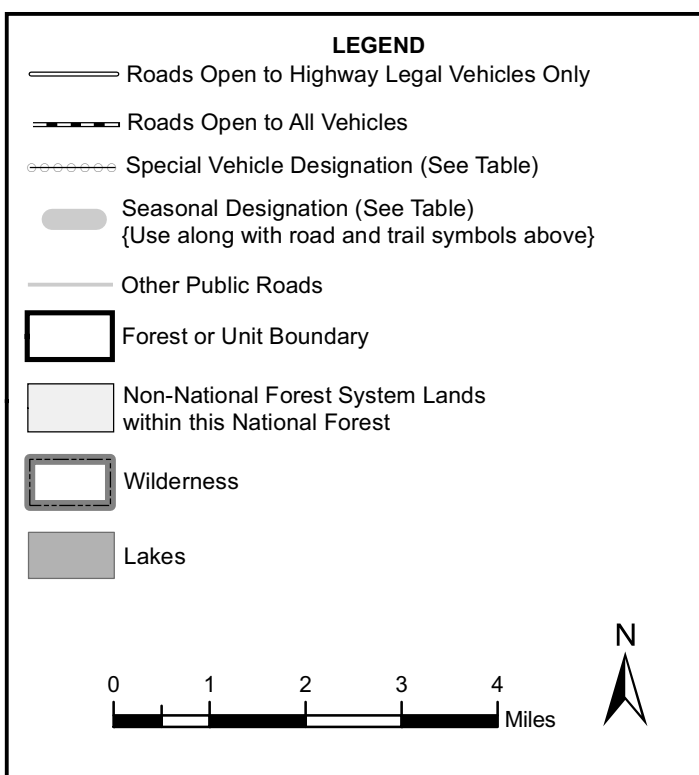 LEGEND
Roads Open to Highway Legal Vehicles Only
Roads Open to All Vehicles
Special Vehicle Designation (See Table)
Seasonal Designation (See Table)
{Use along with road and trail symbols above}
Other Public Roads
Forest or Unit Boundary
Non-National Forest System Lands
within this National Forest
Wilderness
Lakes
N
0 1 2 3 4
Miles